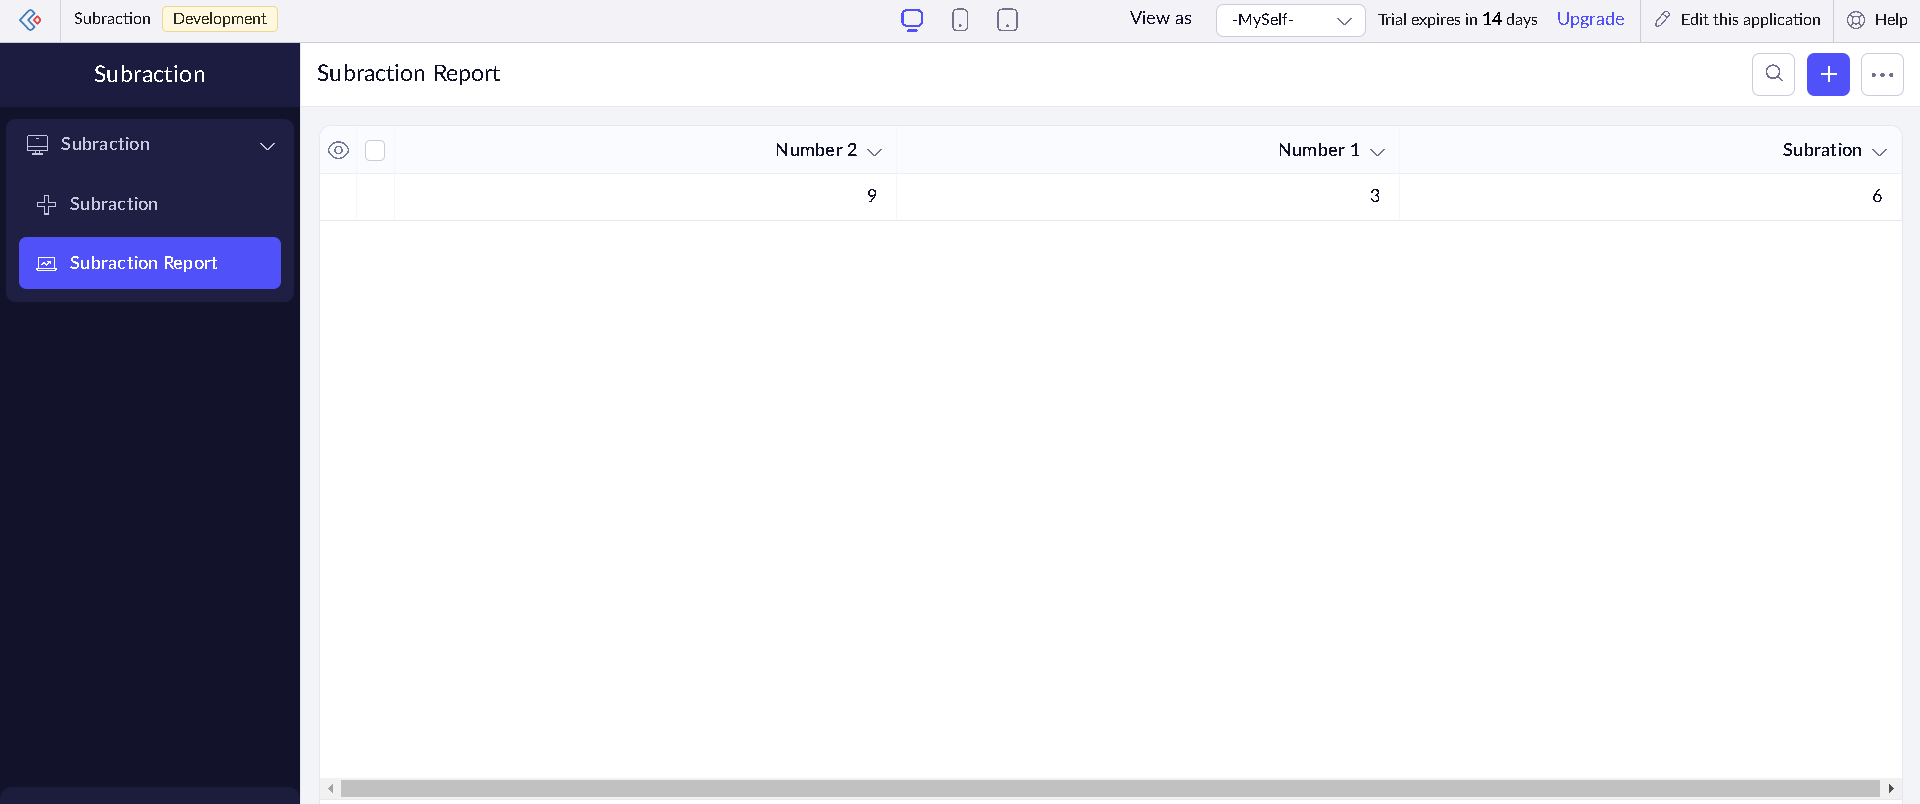 Subraction Development View as -MySelf- Trial expires in 14 days Upgrade Edit this application Help
Subraction
Subraction Report
Subraction
Subraction
Subraction Report
Number 2 Number 1 Subration
9 3 6